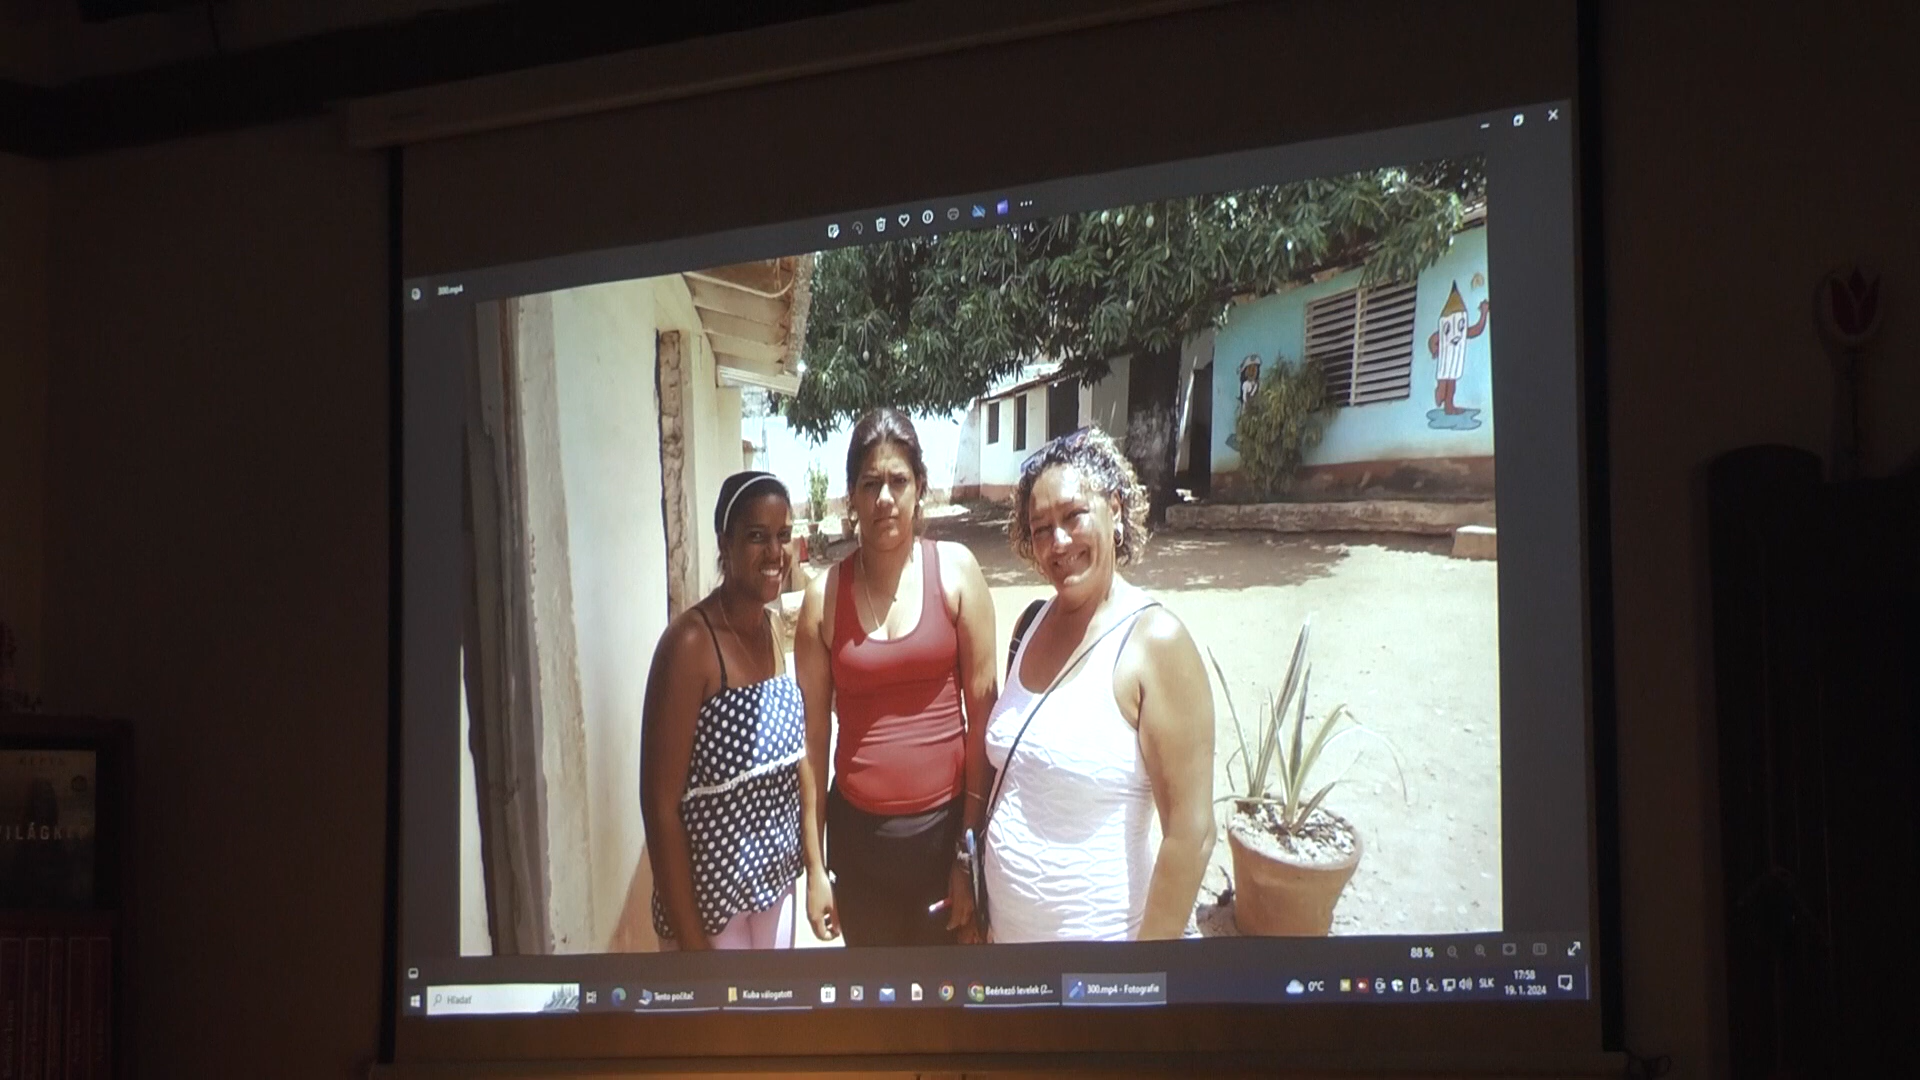 300.mp4
88 %
Hľadať
Tento počítač
Kuba válogatott
Beérkező levelek (2...
300.mp4 - Fotografie
0°C
SLK
17:58
19. 1. 2024